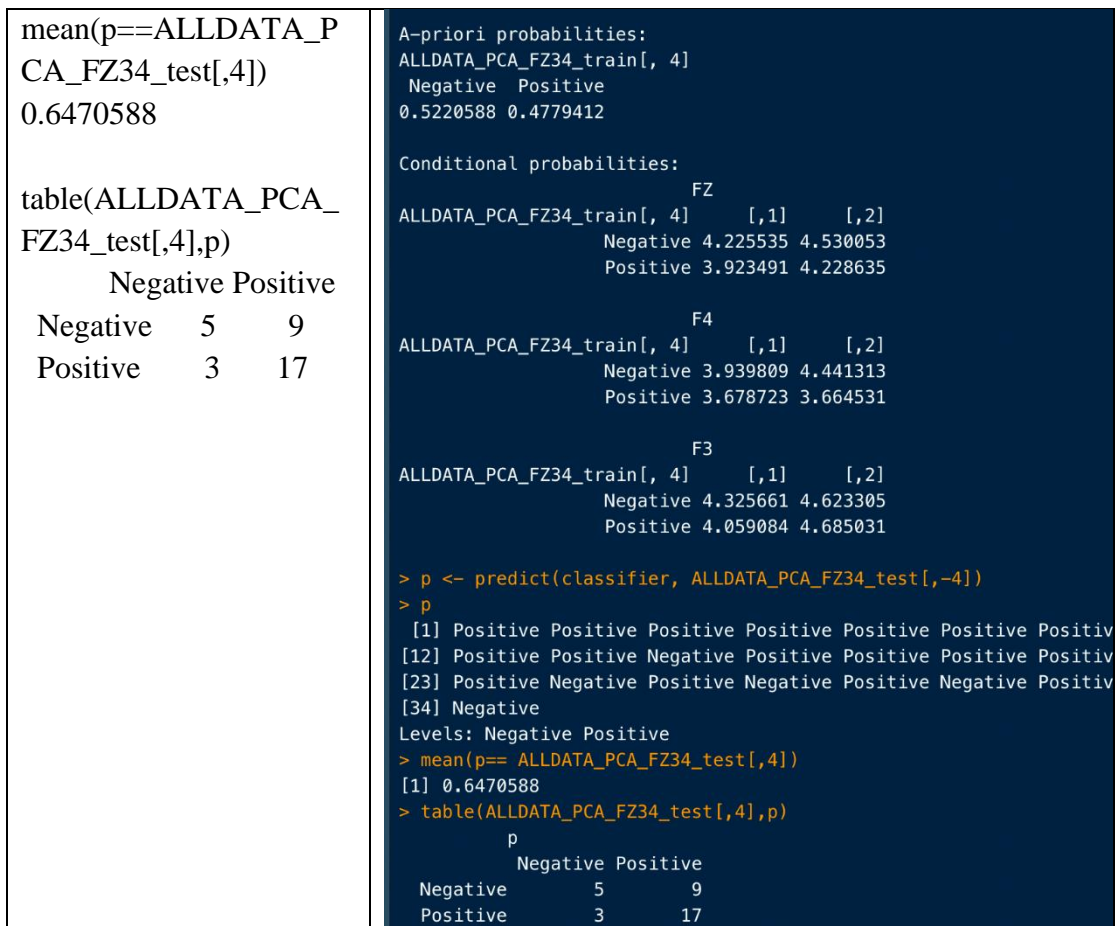 mean(p==ALLDATA_P
CA_FZ34_test[,4])
0.6470588
table(ALLDATA_PCA_
FZ34_test[,4],p)
Negative Positive
Negative 5 9
Positive 3 17
A-priori probabilities:
ALLDATA_PCA_FZ34_train[, 4]
Negative Positive
0.5220588 0.4779412
Conditional probabilities:
FZ
ALLDATA_PCA_FZ34_train[, 4] [,1] [,2]
Negative 4.225535 4.530053
Positive 3.923491 4.228635
F4
ALLDATA_PCA_FZ34_train[, 4] [,1] [,2]
Negative 3.939809 4.441313
Positive 3.678723 3.664531
F3
ALLDATA_PCA_FZ34_train[, 4] [,1] [,2]
Negative 4.325661 4.623305
Positive 4.059084 4.685031
> p <- predict(classifier, ALLDATA_PCA_FZ34_test[,-4])
> p
[1] Positive Positive Positive Positive Positive Positive Positiv
[12] Positive Positive Negative Positive Positive Positive Positiv
[23] Positive Negative Positive Negative Positive Negative Positiv
[34] Negative
Levels: Negative Positive
> mean(p== ALLDATA_PCA_FZ34_test[,4])
[1] 0.6470588
> table(ALLDATA_PCA_FZ34_test[,4],p)
p
Negative Positive
Negative 5 9
Positive 3 17